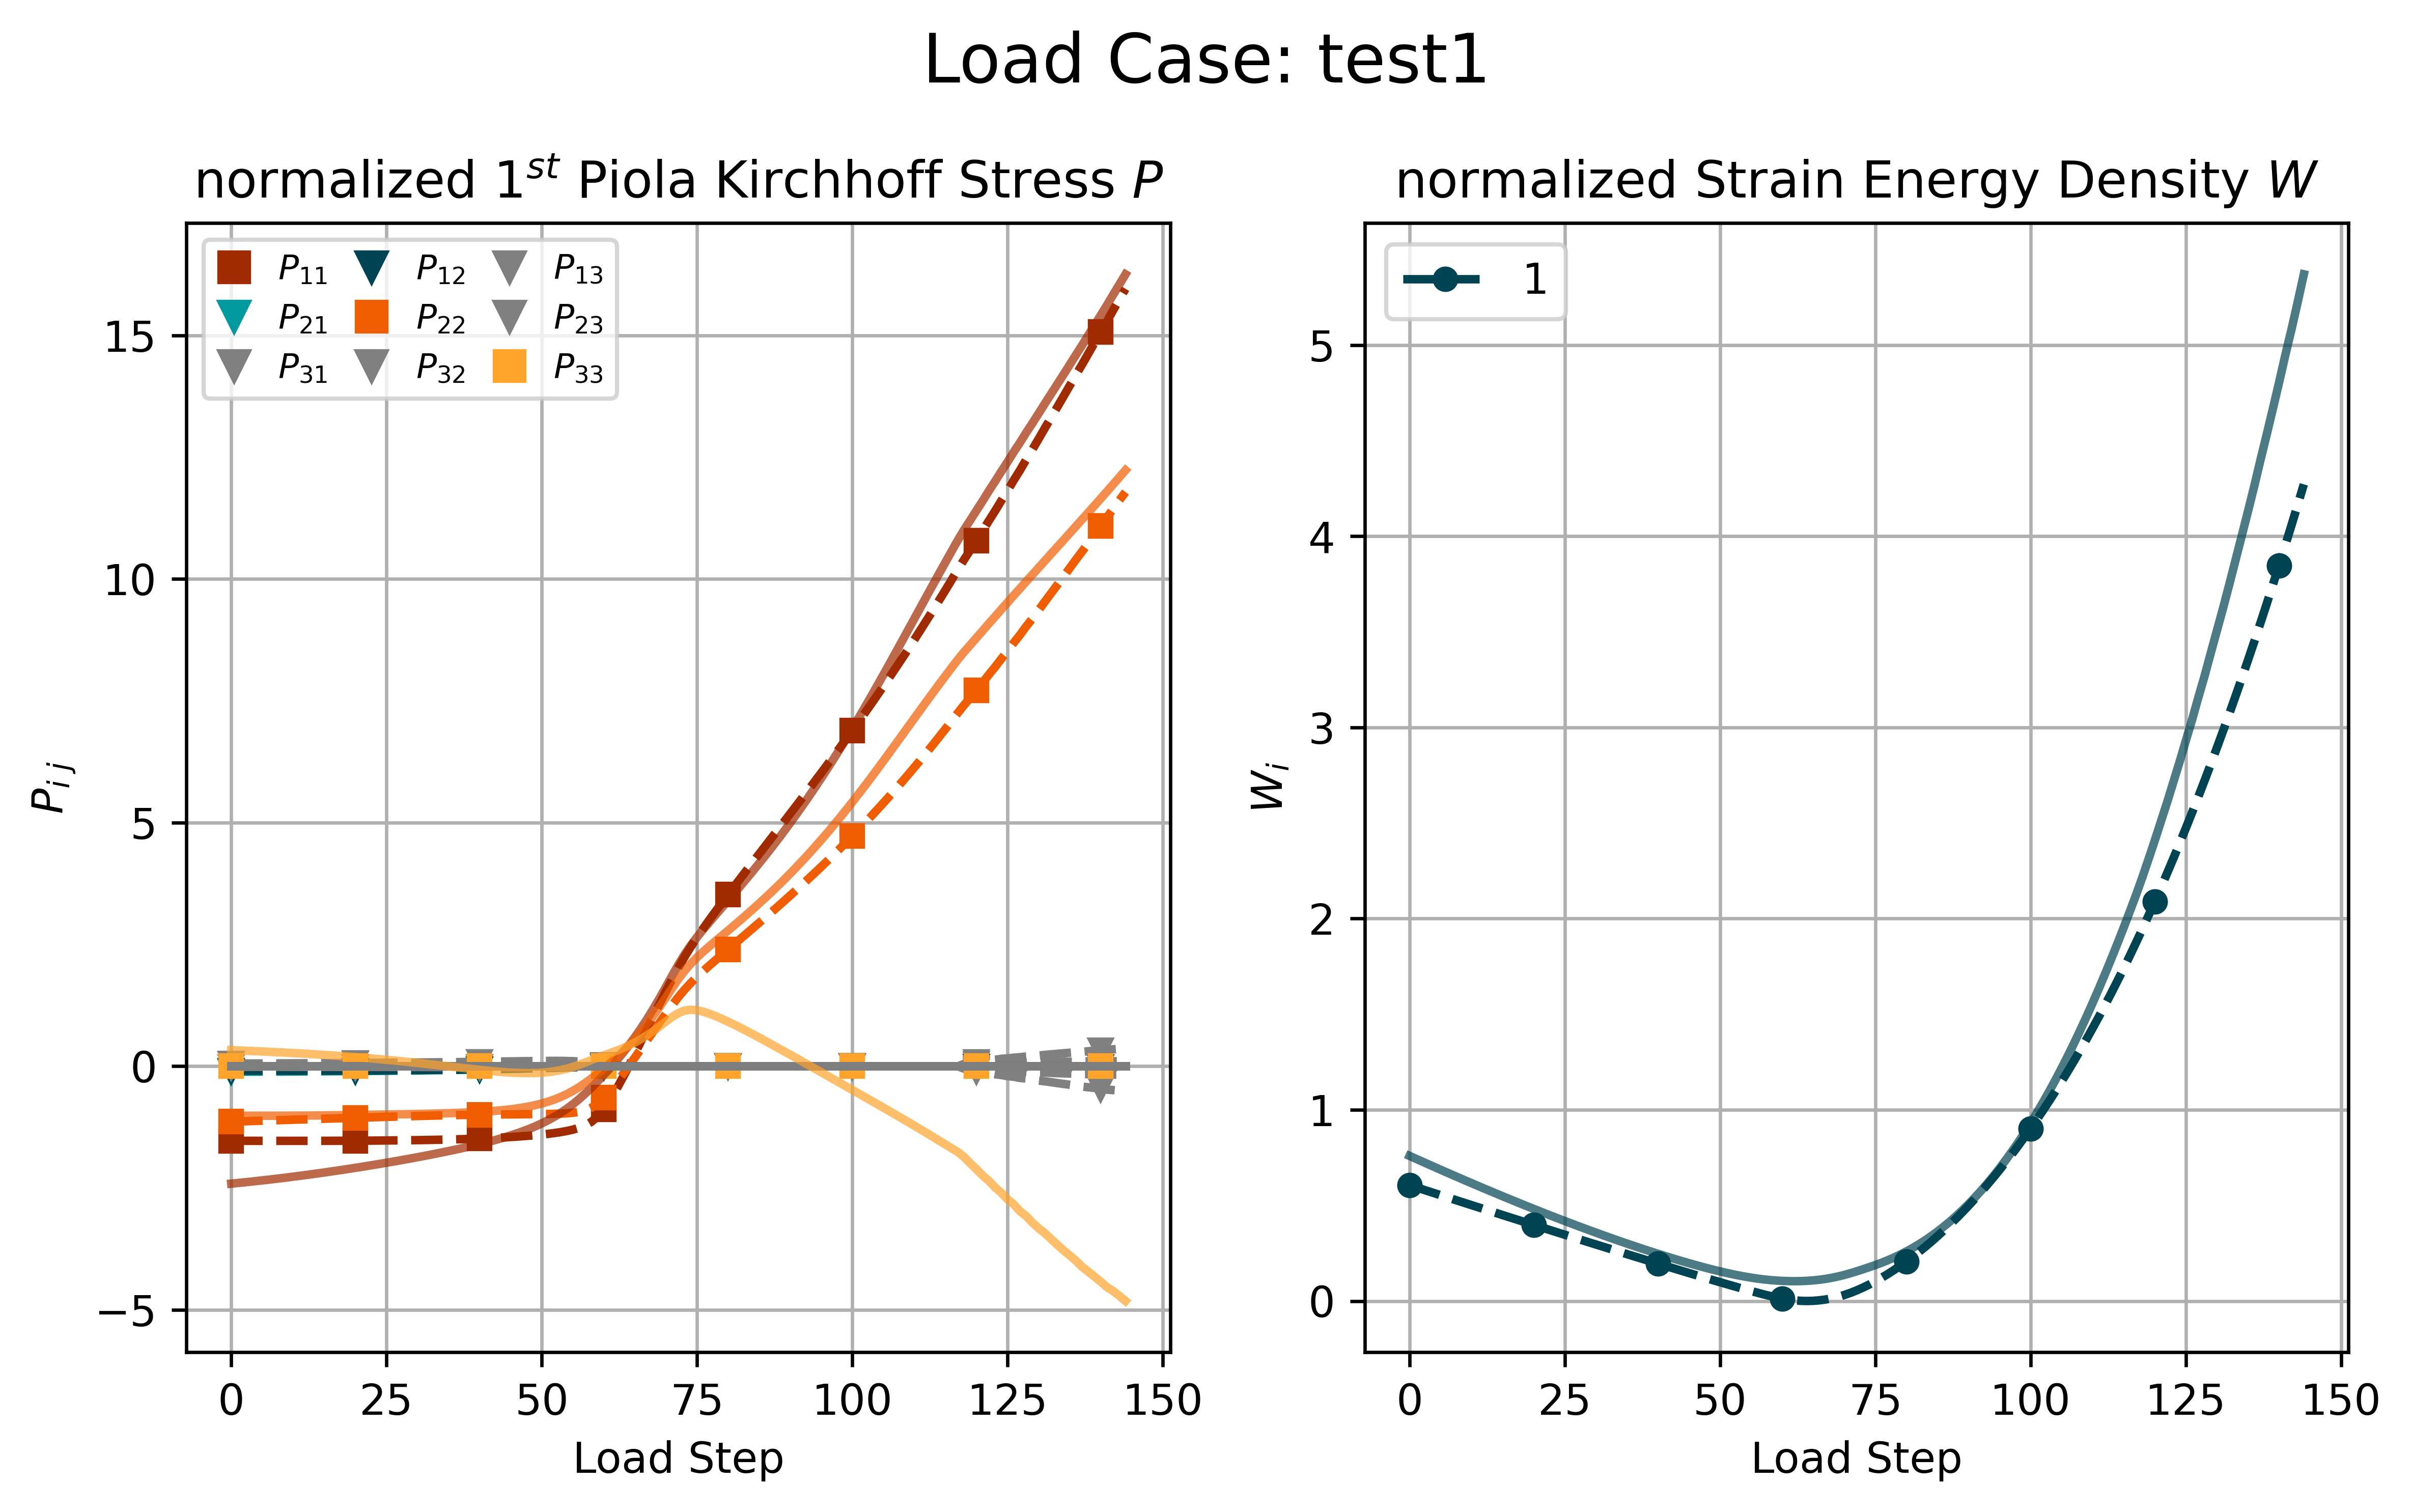 Load Case: test1
normalized 1st Piola Kirchhoff Stress P
P11 P12 P13
P21 P22 P23
P31 P32 P33
15
10
5
0
−5
Pi j
0 25 50 75 100 125 150
Load Step
normalized Strain Energy Density W
1
5
4
3
2
1
0
Wi
0 25 50 75 100 125 150
Load Step